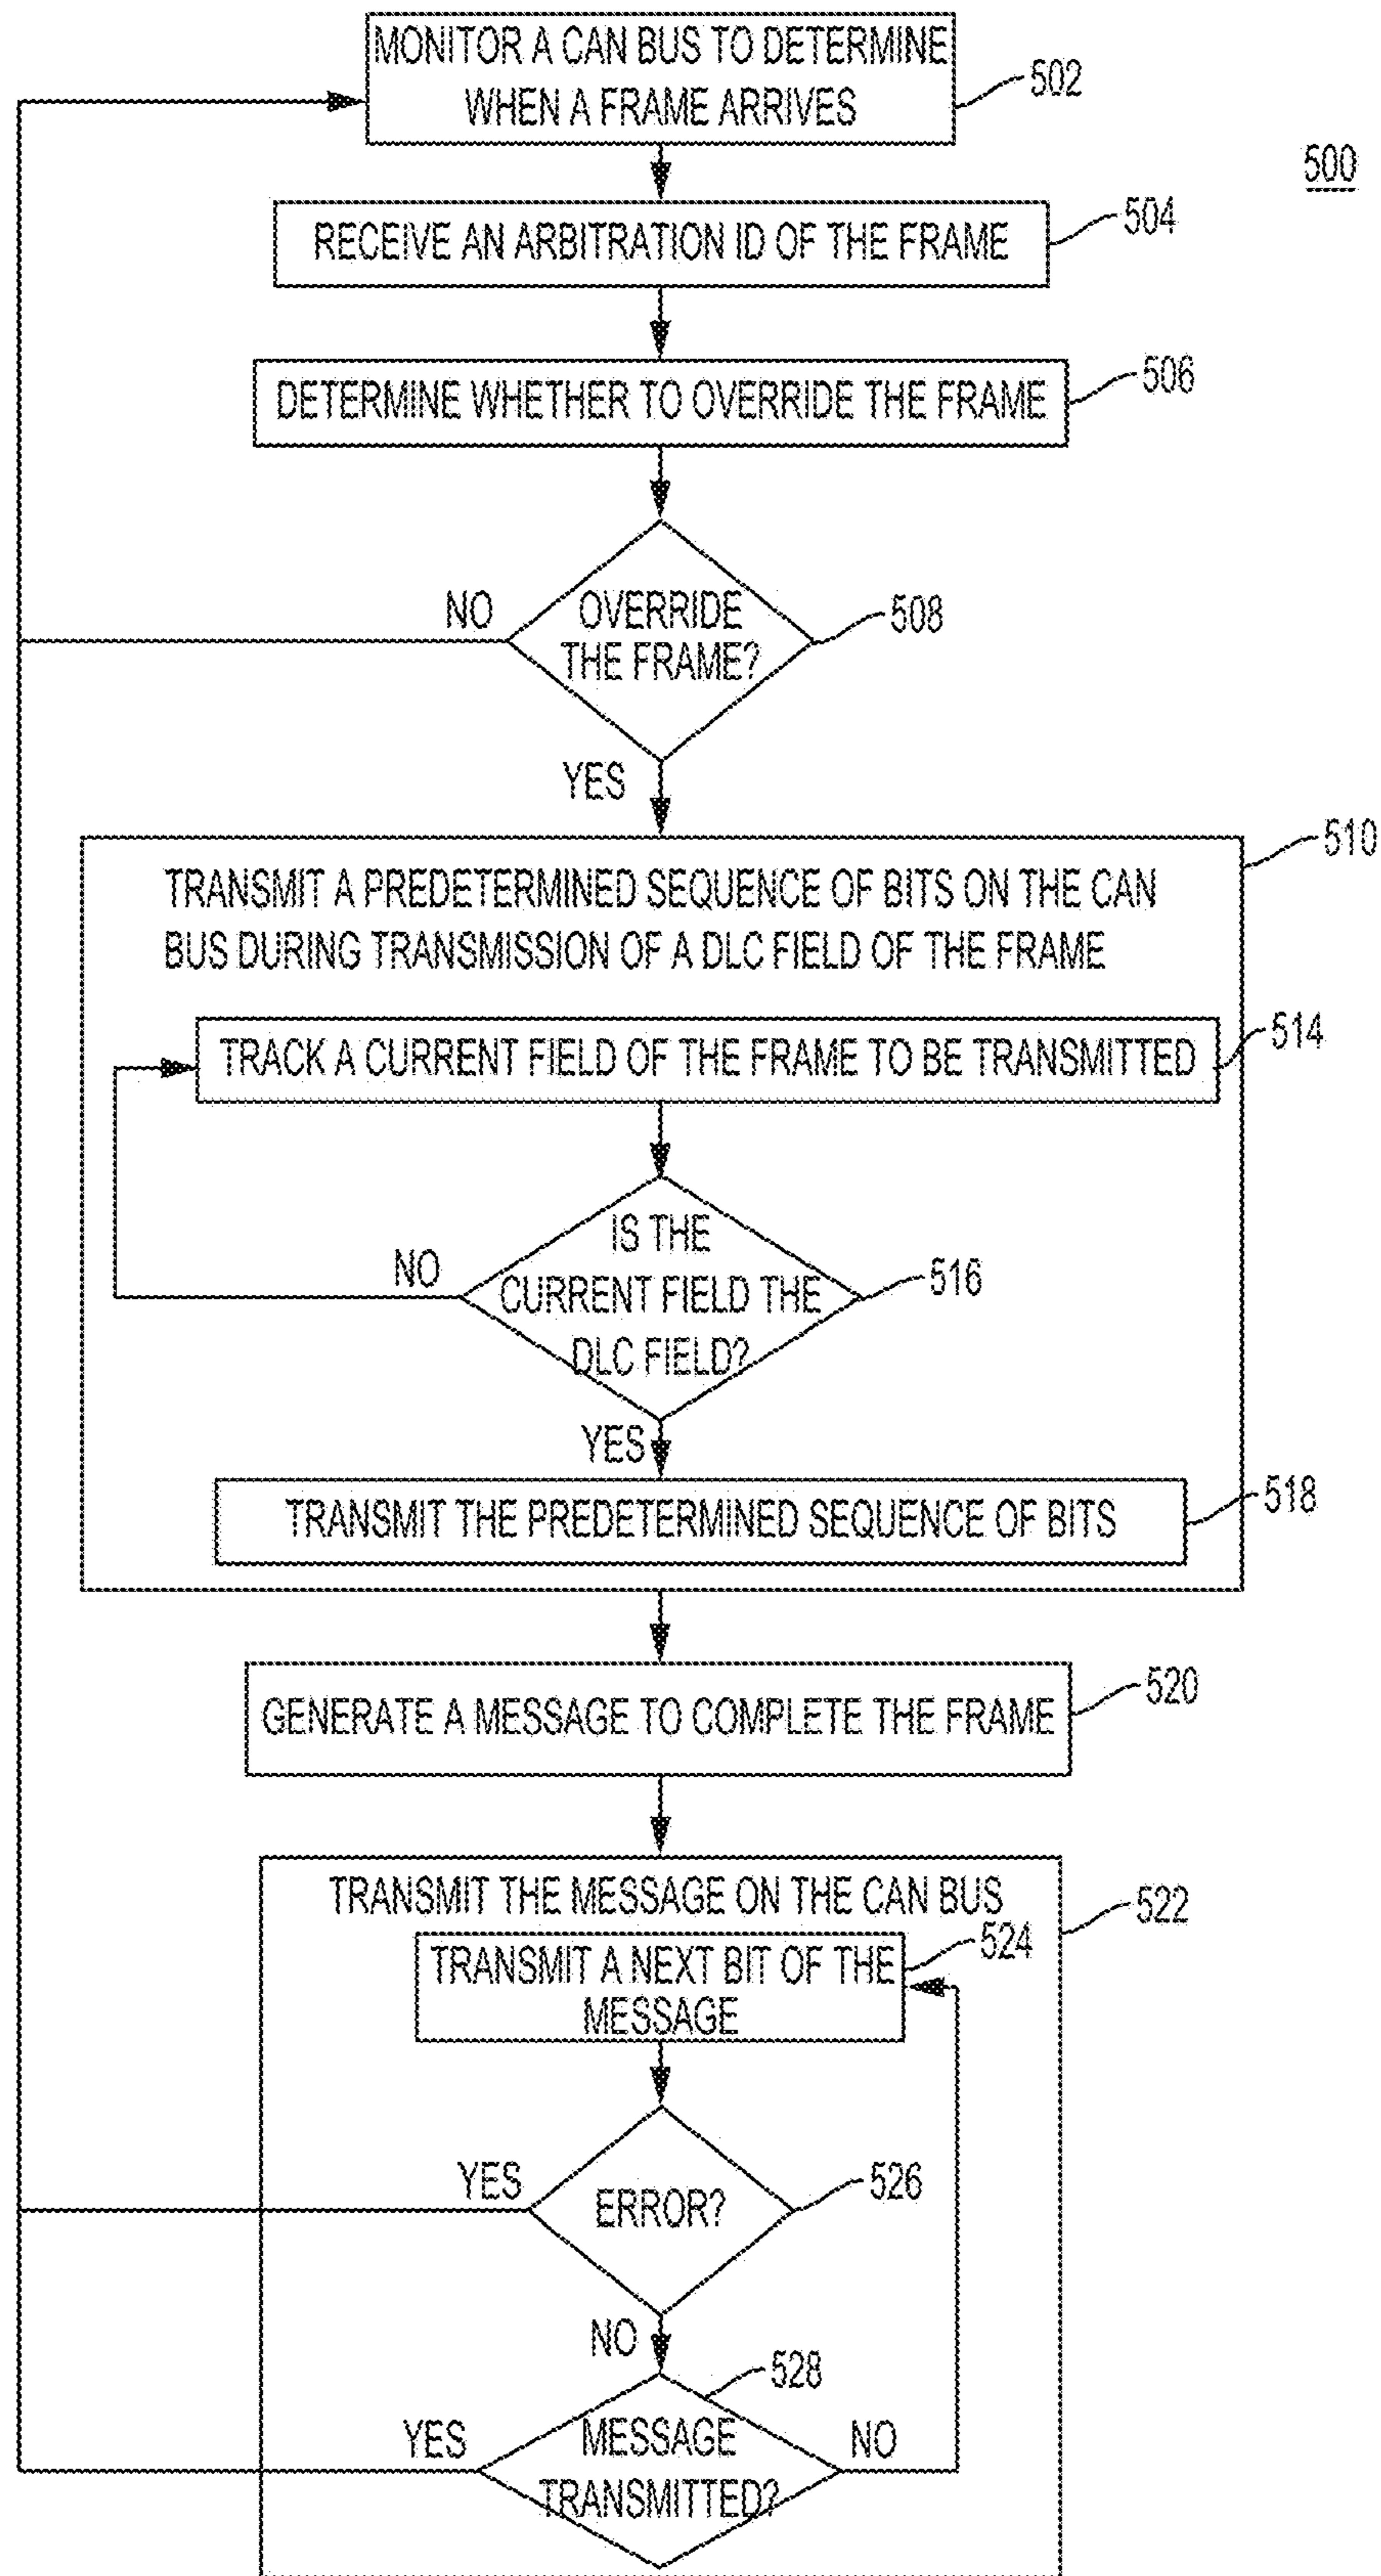 MONITOR A CAN BUS TO DETERMINE
WHEN A FRAME ARRIVES
502
500
RECEIVE AN ARBITRATION ID OF THE FRAME
504
DETERMINE WHETHER TO OVERRIDE THE FRAME
506
NO
OVERRIDE
THE FRAME?
508
YES
510
TRANSMIT A PREDETERMINED SEQUENCE OF BITS ON THE CAN
BUS DURING TRANSMISSION OF A DLC FIELD OF THE FRAME
TRACK A CURRENT FIELD OF THE FRAME TO BE TRANSMITTED
514
NO
IS THE
CURRENT FIELD THE
DLC FIELD?
516
YES
TRANSMIT THE PREDETERMINED SEQUENCE OF BITS
518
GENERATE A MESSAGE TO COMPLETE THE FRAME
520
TRANSMIT THE MESSAGE ON THE CAN BUS
522
TRANSMIT A NEXT BIT OF THE
MESSAGE
524
YES
ERROR?
526
NO
528
YES
MESSAGE
TRANSMITTED?
NO